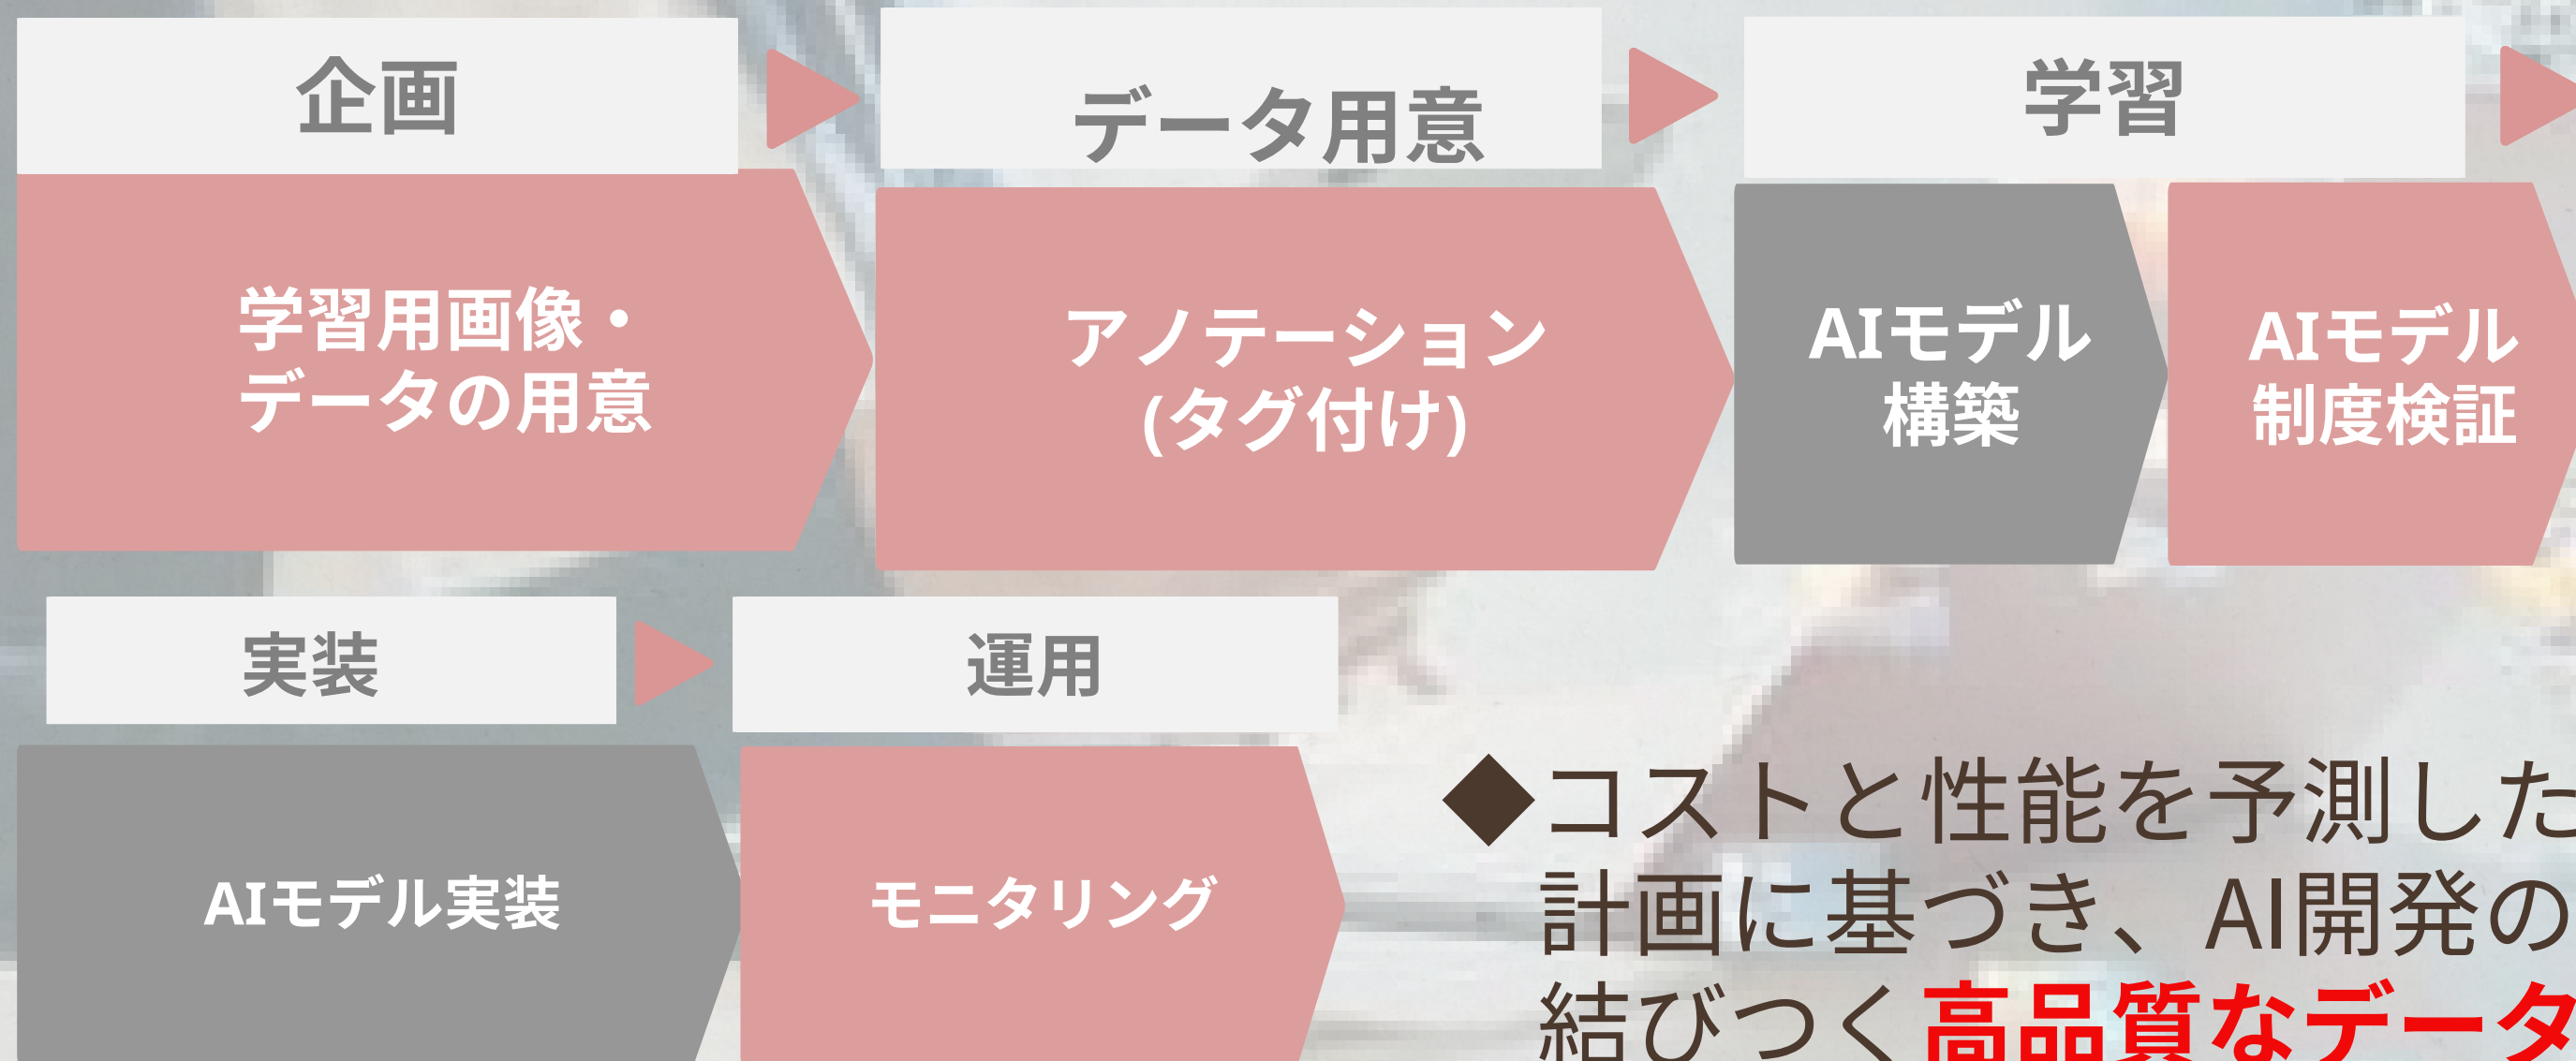 企画
データ用意
学習
学習用画像・
データの用意
アノテーション
(タグ付け)
AIモデル
構築
AIモデル
制度検証
実装
運用
AIモデル実装
モニタリング
◆コストと性能を予測した
計画に基づき、AI開発の
結びつく高品質なデータ